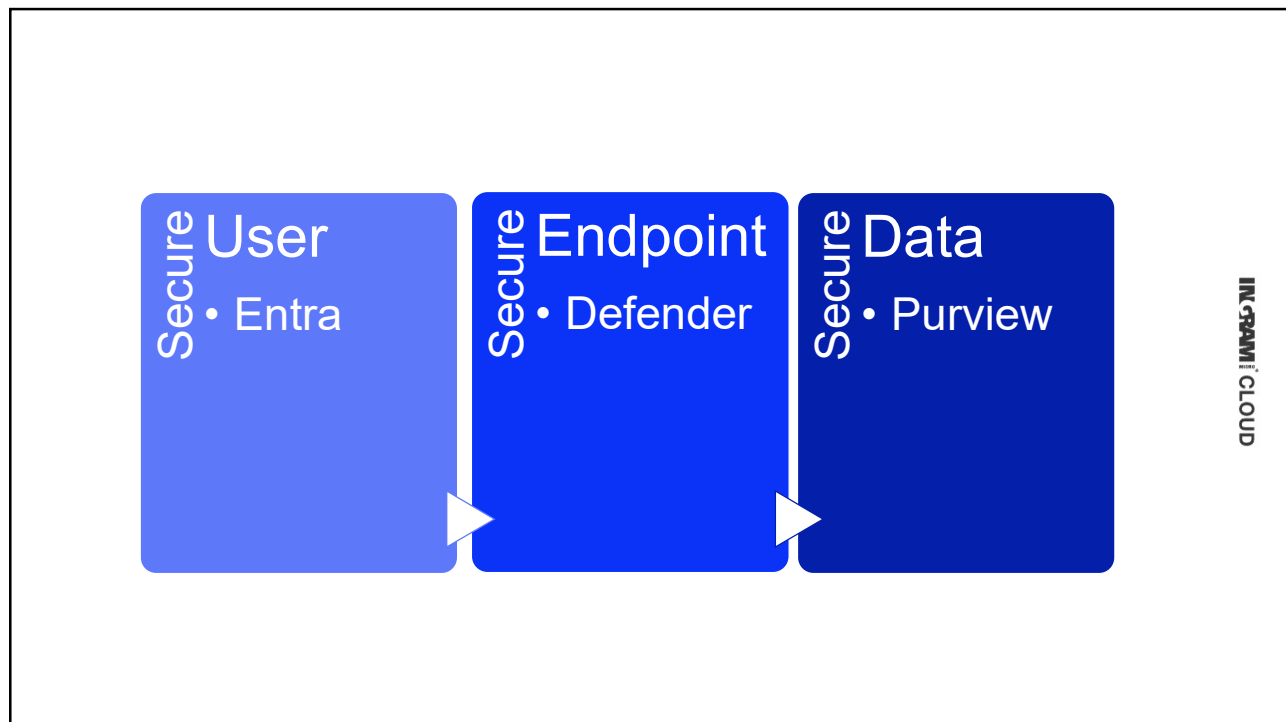 Secure
User
• Entra
Secure
Endpoint
• Defender
Secure
Data
• Purview
INGRAM MICRO® CLOUD